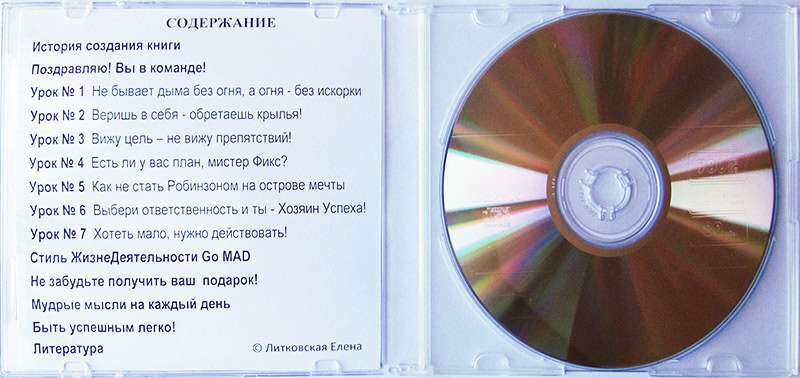 СОДЕРЖАНИЕ
История создания книги
Поздравляю! Вы в команде!
Урок № 1 Не бывает дыма без огня, а огня - без искорки
Урок № 2 Веришь в себя - обретаешь крылья!
Урок № 3 Вижу цель – не вижу препятствий!
Урок № 4 Есть ли у вас план, мистер Фикс?
Урок № 5 Как не стать Робинзоном на острове мечты
Урок № 6 Выбери ответственность и ты - Хозяин Успеха!
Урок № 7 Хотеть мало, нужно действовать!
Стиль ЖизнеДеятельности Go MAD
Не забудьте получить ваш подарок!
Мудрые мысли на каждый день
Быть успешным легко!
Литература © Литковская Елена